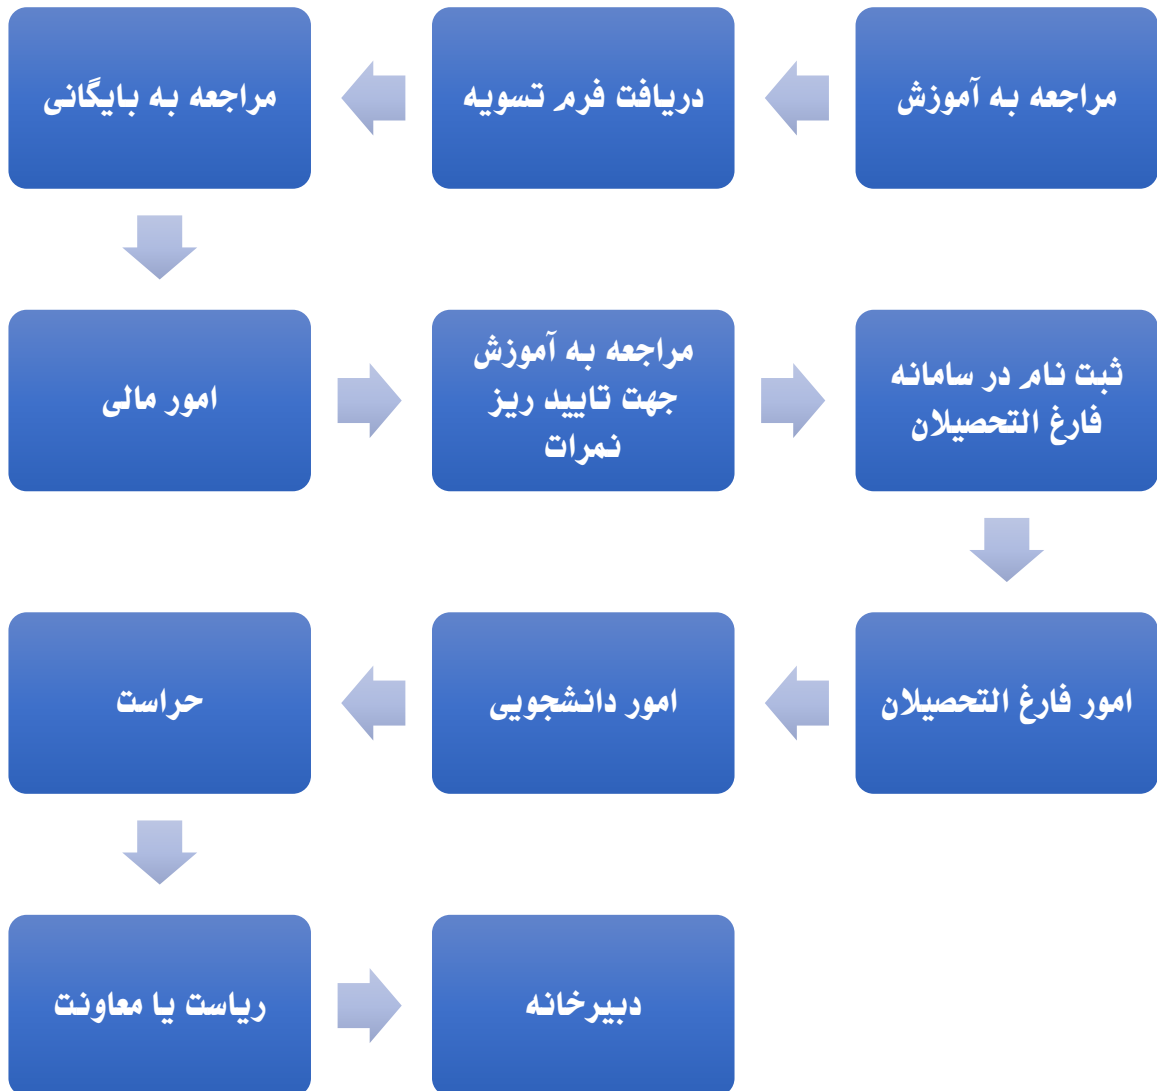 مراجعه به آموزش
دریافت فرم تسویه
مراجعه به بایگانی
امور مالی
مراجعه به آموزش
جهت تایید ریز
نمرات
ثبت نام در سامانه
فارغ التحصیلان
امور فارغ التحصیلان
امور دانشجویی
حراست
ریاست یا معاونت
دبیرخانه